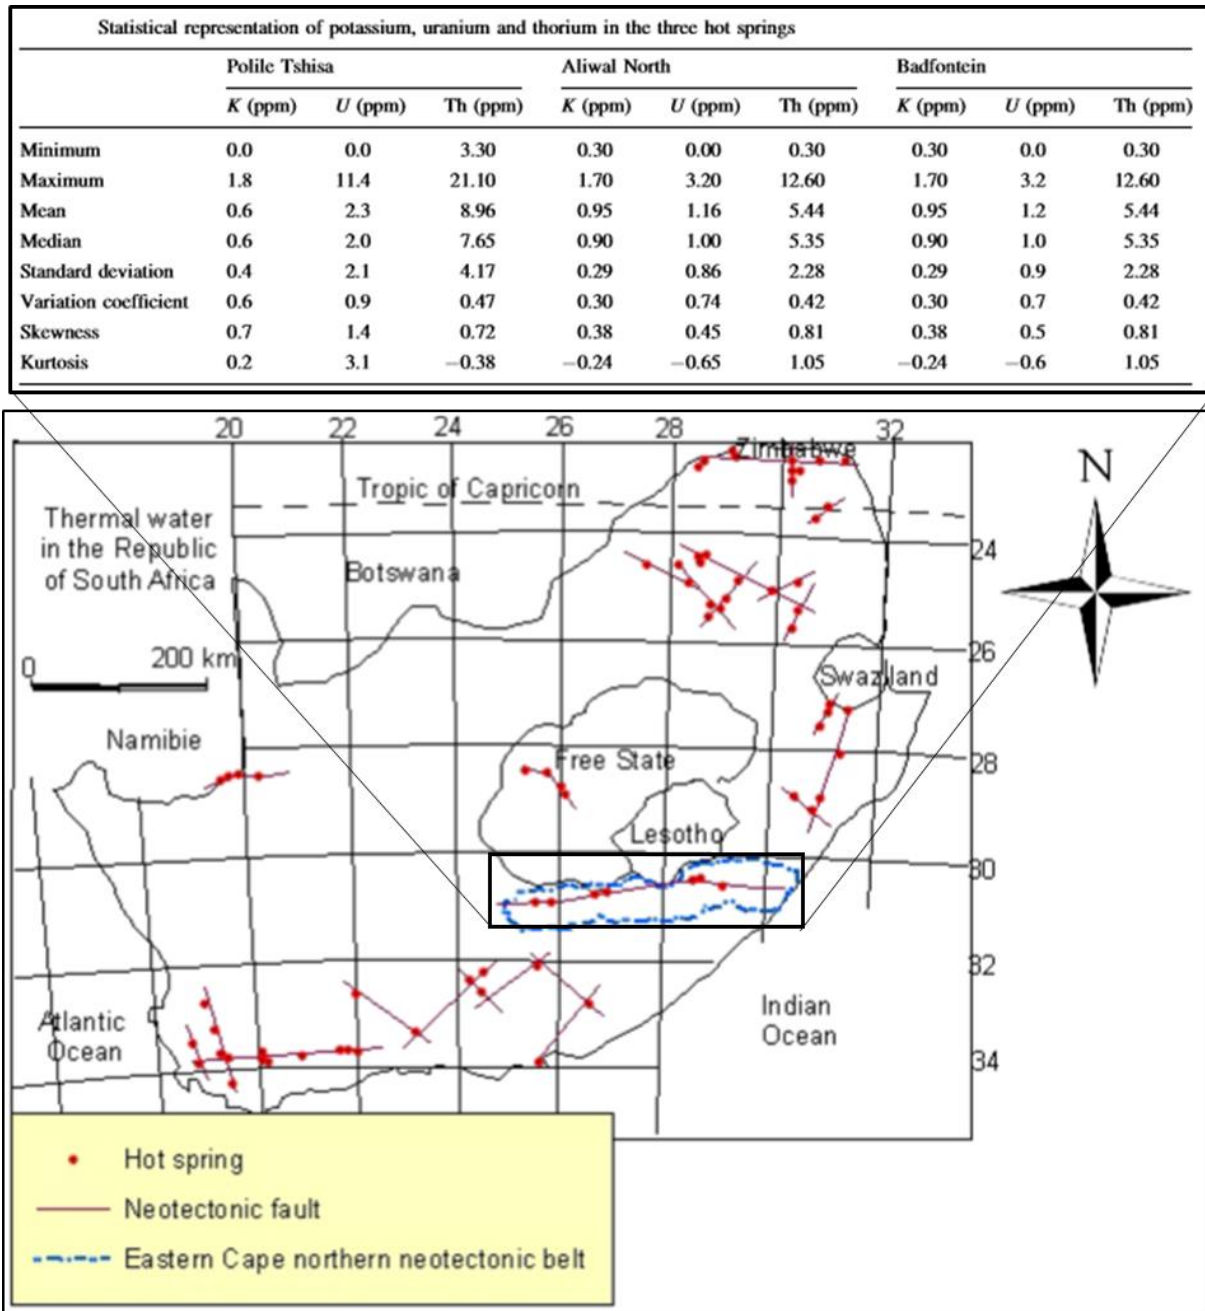 Statistical representation of potassium, uranium and thorium in the three hot springs
Polile Tshisa Aliwal North Badfontein
K (ppm) U (ppm) Th (ppm) K (ppm) U (ppm) Th (ppm) K (ppm) U (ppm) Th (ppm)
Minimum 0.0 0.0 3.30 0.30 0.00 0.30 0.30 0.0 0.30
Maximum 1.8 11.4 21.10 1.70 3.20 12.60 1.70 3.2 12.60
Mean 0.6 2.3 8.96 0.95 1.16 5.44 0.95 1.2 5.44
Median 0.6 2.0 7.65 0.90 1.00 5.35 0.90 1.0 5.35
Standard deviation 0.4 2.1 4.17 0.29 0.86 2.28 0.29 0.9 2.28
Variation coefficient 0.6 0.9 0.47 0.30 0.74 0.42 0.30 0.7 0.42
Skewness 0.7 1.4 0.72 0.38 0.45 0.81 0.38 0.5 0.81
Kurtosis 0.2 3.1 −0.38 −0.24 −0.65 1.05 −0.24 −0.6 1.05
20 22 24 26 28 32
Zimbabwe
N
Tropic of Capricorn
Thermal water
in the Republic
of South Africa
24
Botswana
26
0 200 km
Swaziland
Namibie
Free State
28
Lesotho
30
32
Atlantic
Ocean
Indian
Ocean
34
Hot spring
Neotectonic fault
Eastern Cape northern neotectonic belt